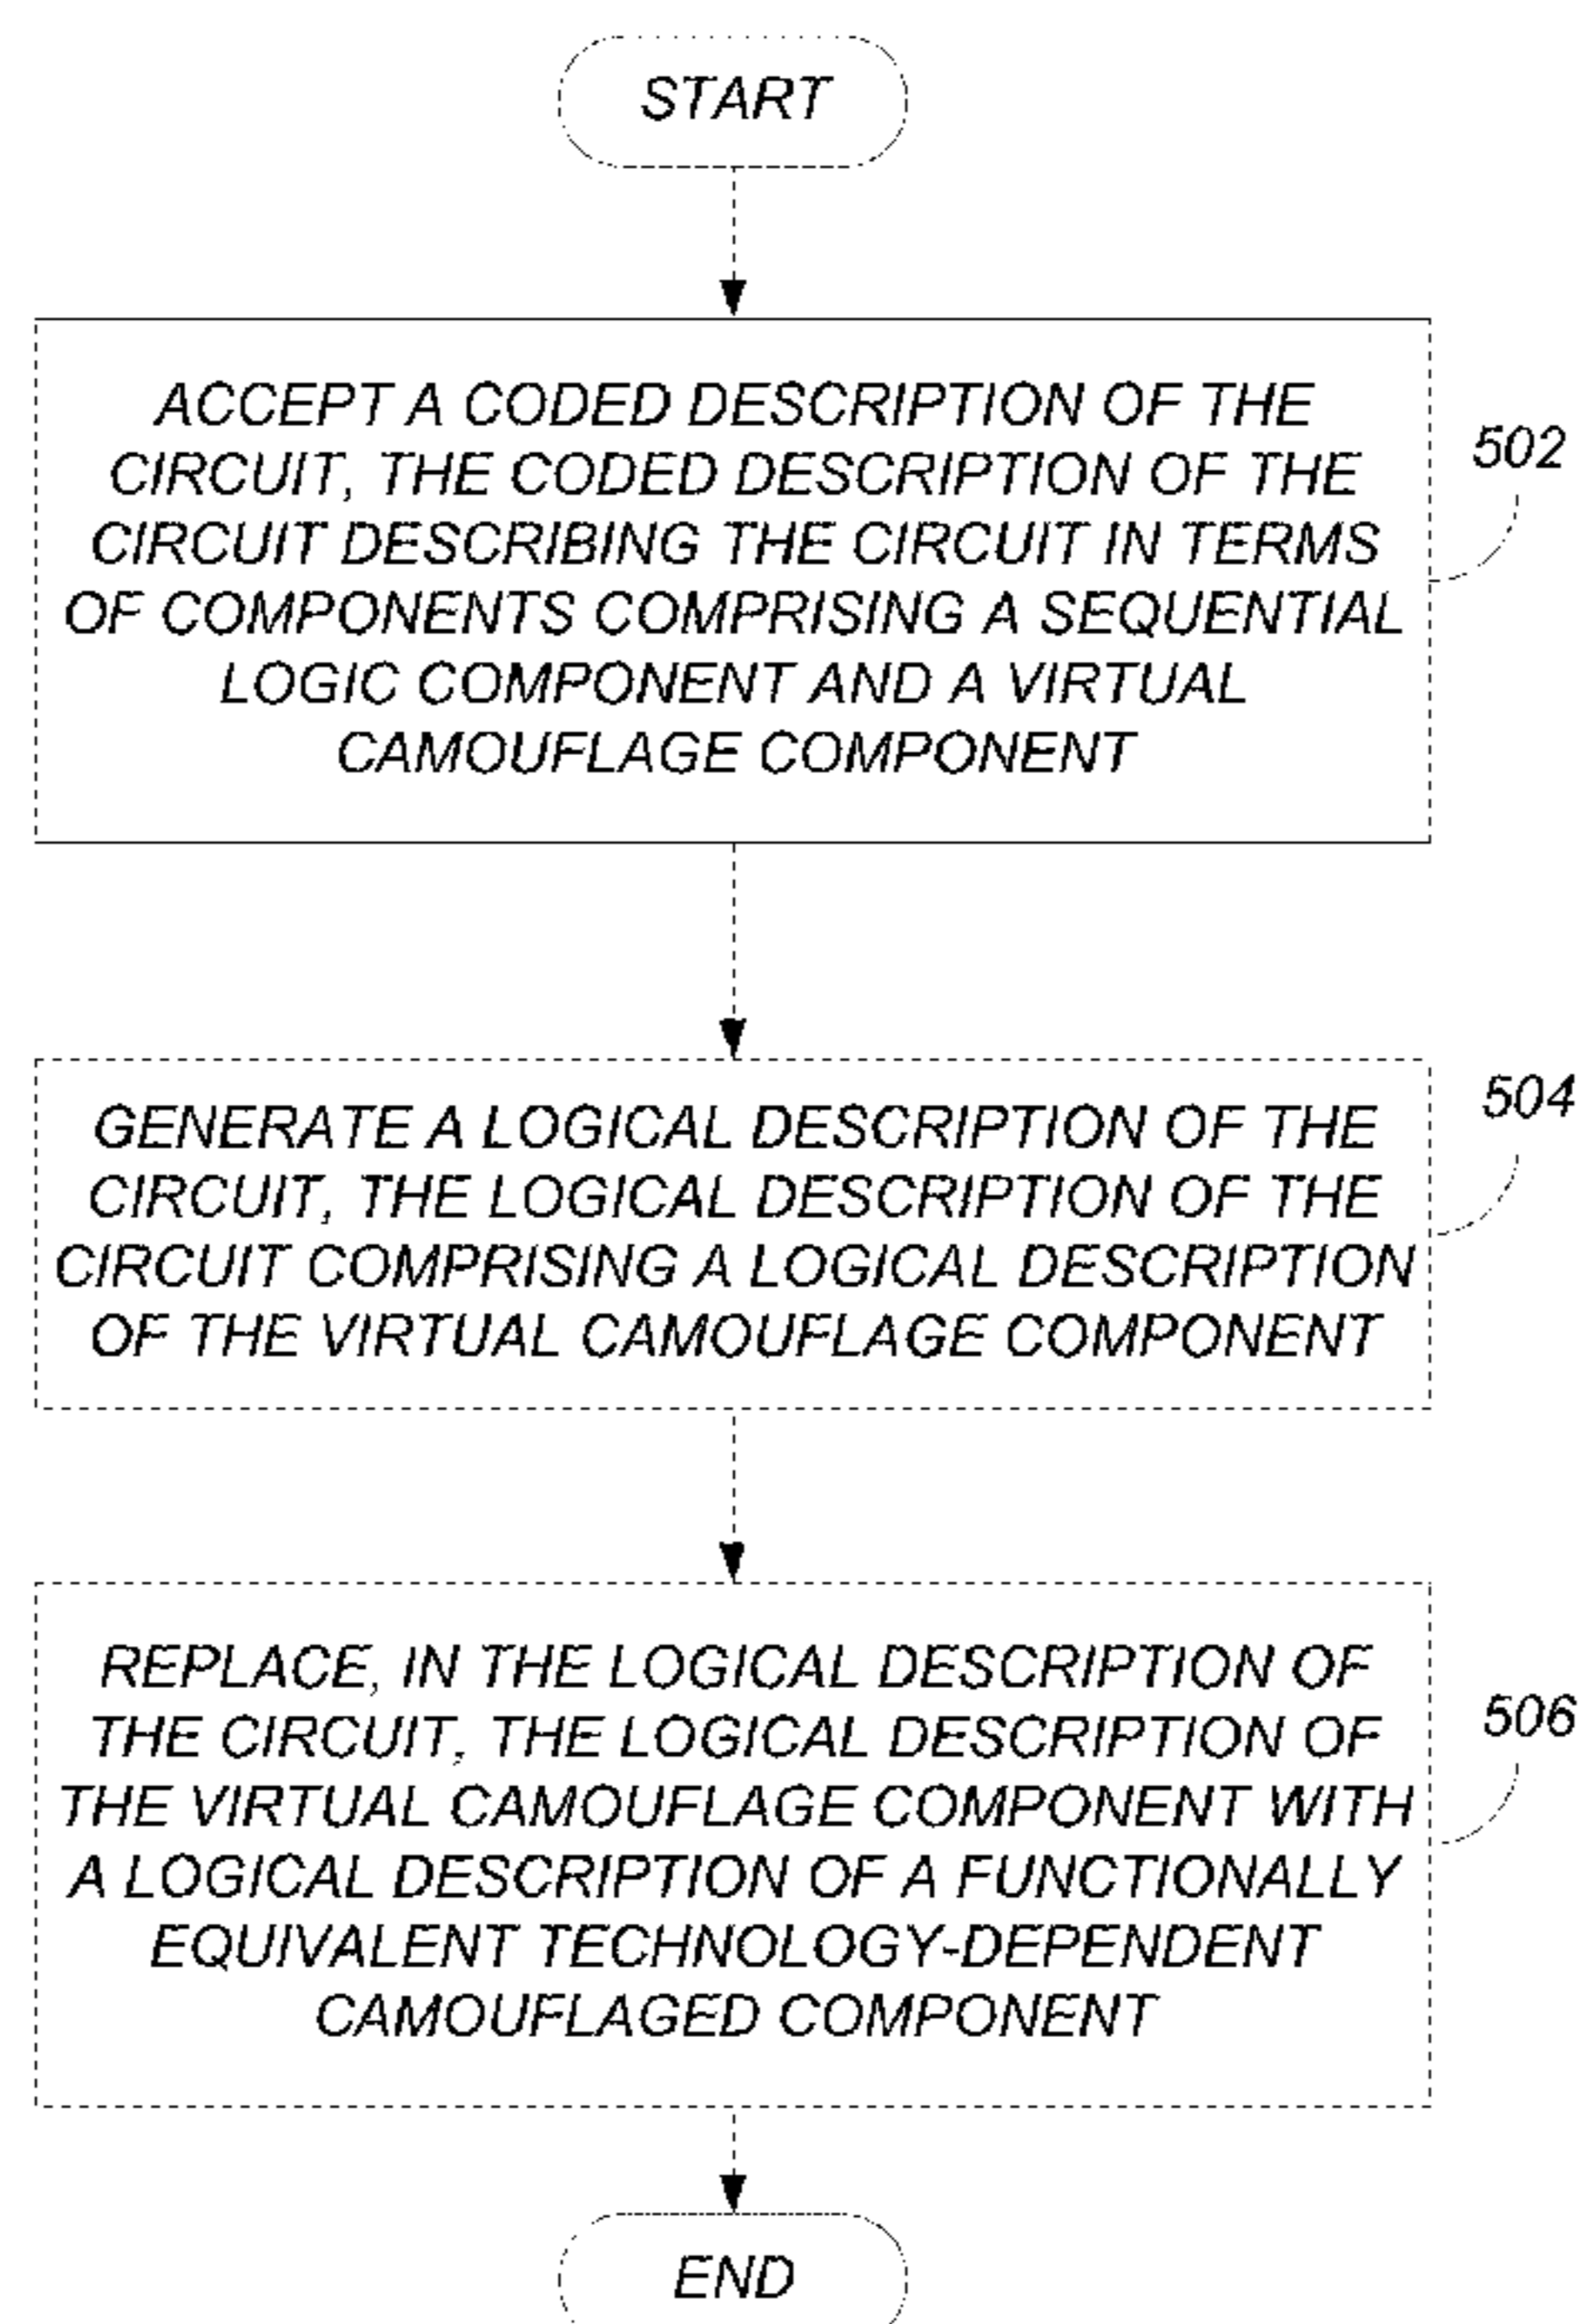 START
ACCEPT A CODED DESCRIPTION OF THE
CIRCUIT, THE CODED DESCRIPTION OF THE
CIRCUIT DESCRIBING THE CIRCUIT IN TERMS
OF COMPONENTS COMPRISING A SEQUENTIAL
LOGIC COMPONENT AND A VIRTUAL
CAMOUFLAGE COMPONENT
502
GENERATE A LOGICAL DESCRIPTION OF THE
CIRCUIT, THE LOGICAL DESCRIPTION OF THE
CIRCUIT COMPRISING A LOGICAL DESCRIPTION
OF THE VIRTUAL CAMOUFLAGE COMPONENT
504
REPLACE, IN THE LOGICAL DESCRIPTION OF
THE CIRCUIT, THE LOGICAL DESCRIPTION OF
THE VIRTUAL CAMOUFLAGE COMPONENT WITH
A LOGICAL DESCRIPTION OF A FUNCTIONALLY
EQUIVALENT TECHNOLOGY-DEPENDENT
CAMOUFLAGED COMPONENT
506
END